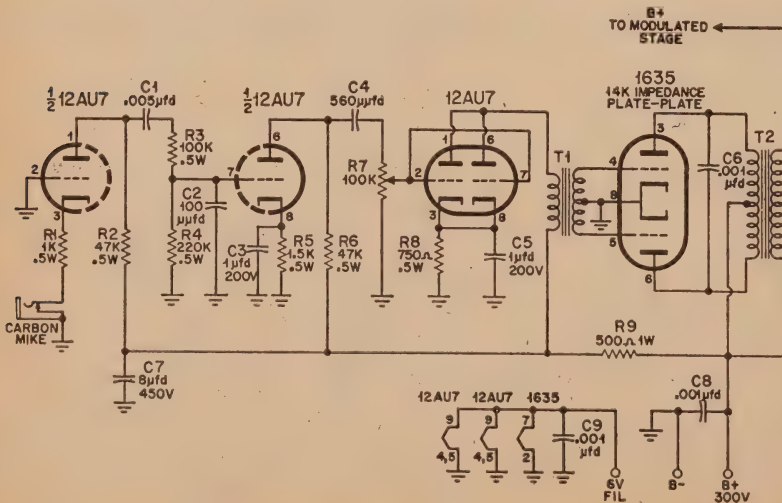 B+
TO MODULATED
STAGE
1635
14K IMPEDANCE
PLATE-PLATE
1/2 12AU7
C1
.005µfd
1/2 12AU7
C4
560µµfd
12AU7
T1
T2
1
2
3
R3
100K
.5W
C2
100
µµfd
R4
220K
.5W
6
7
8
R7
100K
1
6
2
7
3
8
3
4
8
5
6
C6
.001
µfd
R1
1K
.5W
R2
47K
.5W
C3
1µfd
200V
R5
1.5K
.5W
R6
47K
.5W
R8
750Ω
.5W
C5
1µfd
200V
CARBON
MIKE
R9
500Ω 1W
C7
8µfd
450V
12AU7 12AU7 1635
9
4,5
9
4,5
7
2
C9
.001
µfd
C8
.001µfd
6V
FIL
B-
B+
300V